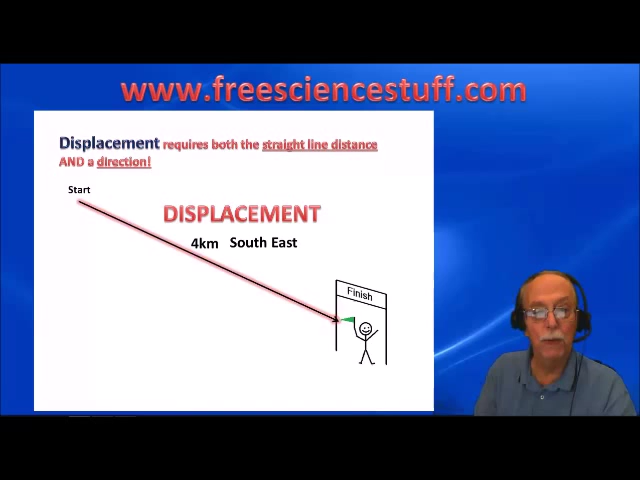 www.freesciencestuff.com
Displacement requires both the straight line distance
AND a direction!
Start
DISPLACEMENT
4km South East
Finish